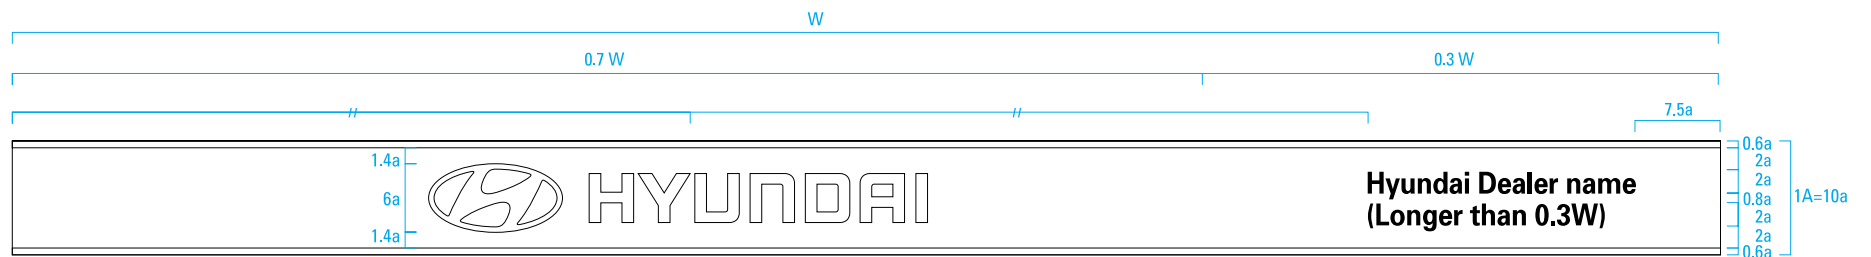 W
0.7 W
0.3 W
//
//
7.5a
1.4a
6a
1.4a
HYUNDAI
Hyundai Dealer name
(Longer than 0.3W)
0.6a
2a
2a
0.8a
2a
2a
0.6a
1A=10a